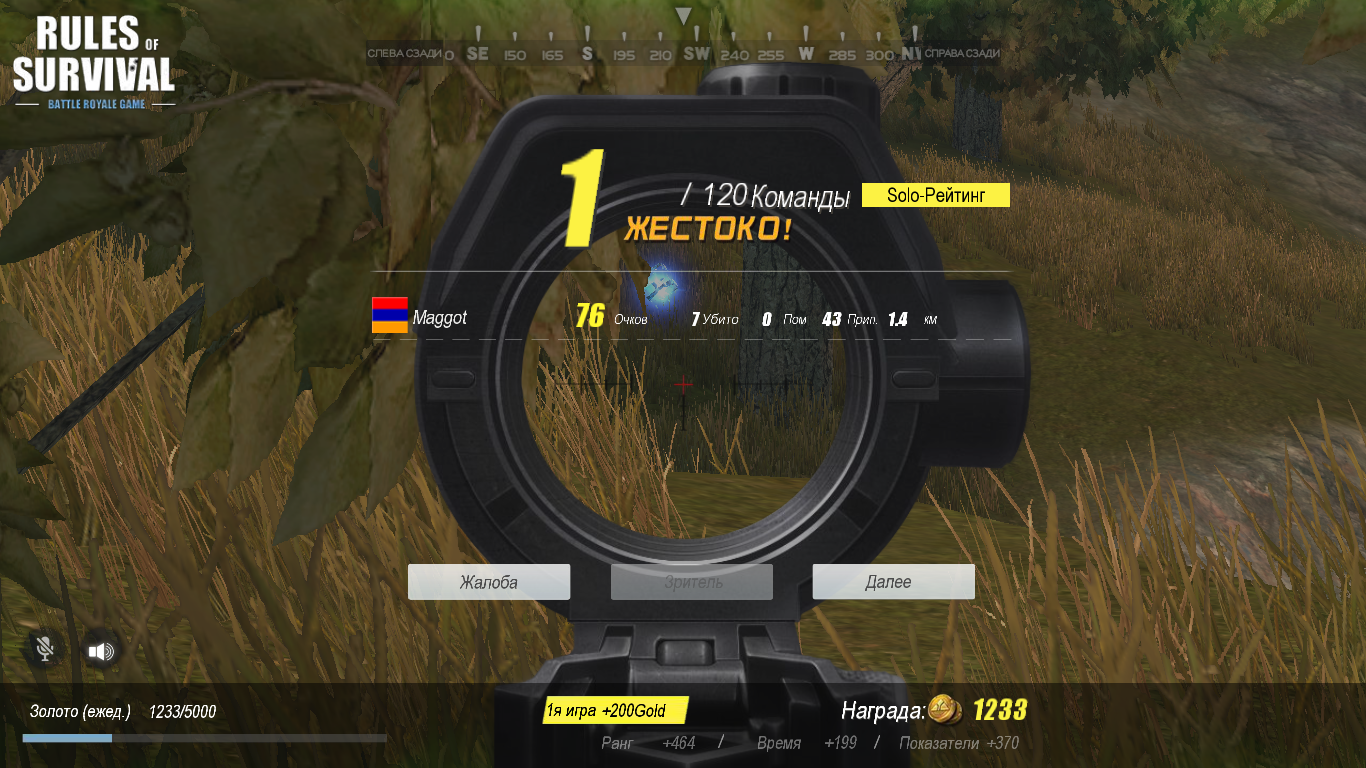 RULES OF
SURVIVAL
BATTLE ROYALE GAME
СЛЕВА СЗАДИ 0 SE 150 165 S 195 210 SW 240 255 W 285 300 СПРАВА СЗАДИ
1 / 120 Команды Solo-Рейтинг
ЖЕСТОКО!
Maggot 76 Очков 7 Убито 0 Пом 43 Прип. 1.4 км
Жалоба Зритель Далее
Золото (ежед.) 1233/5000
1я игра +200Gold
Награда: 1233
Ранг +464 / Время +199 / Показатели +370